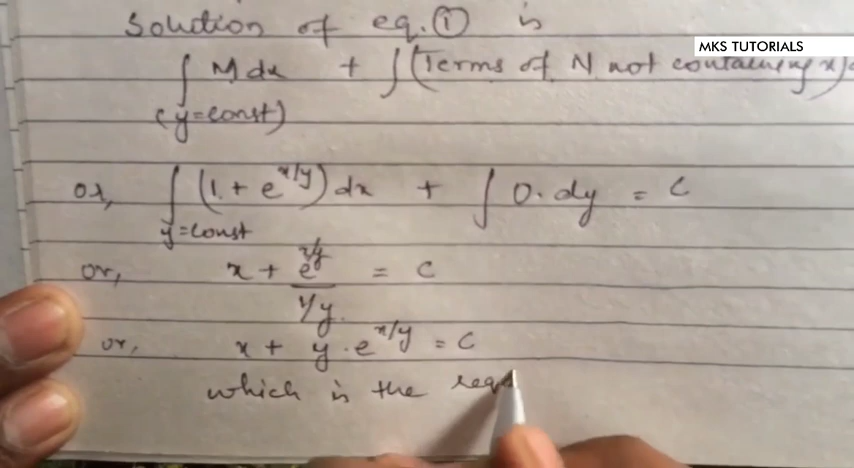 Solution of eq. ① is
MKS TUTORIALS
∫ M dx + ∫ (Terms of N not containing x)
(y=const)
or, ∫ (1 + e^{x/y}) dx + ∫ 0. dy = C
y=const
or, x + e^{x/y} / 1/y = C
or, x + y . e^{x/y} = C
which is the requ